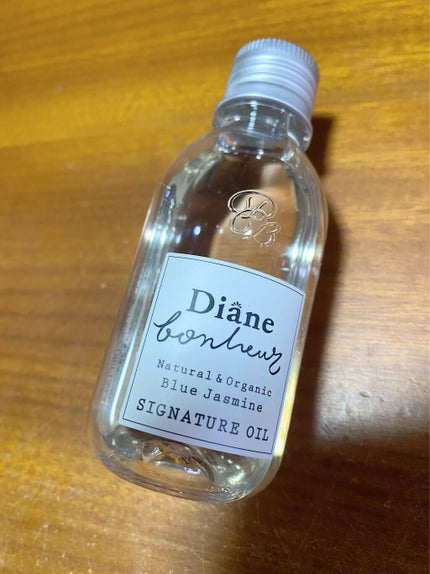 Diane
bonheur
Natural & Organic
Blue Jasmine
SIGNATURE OIL